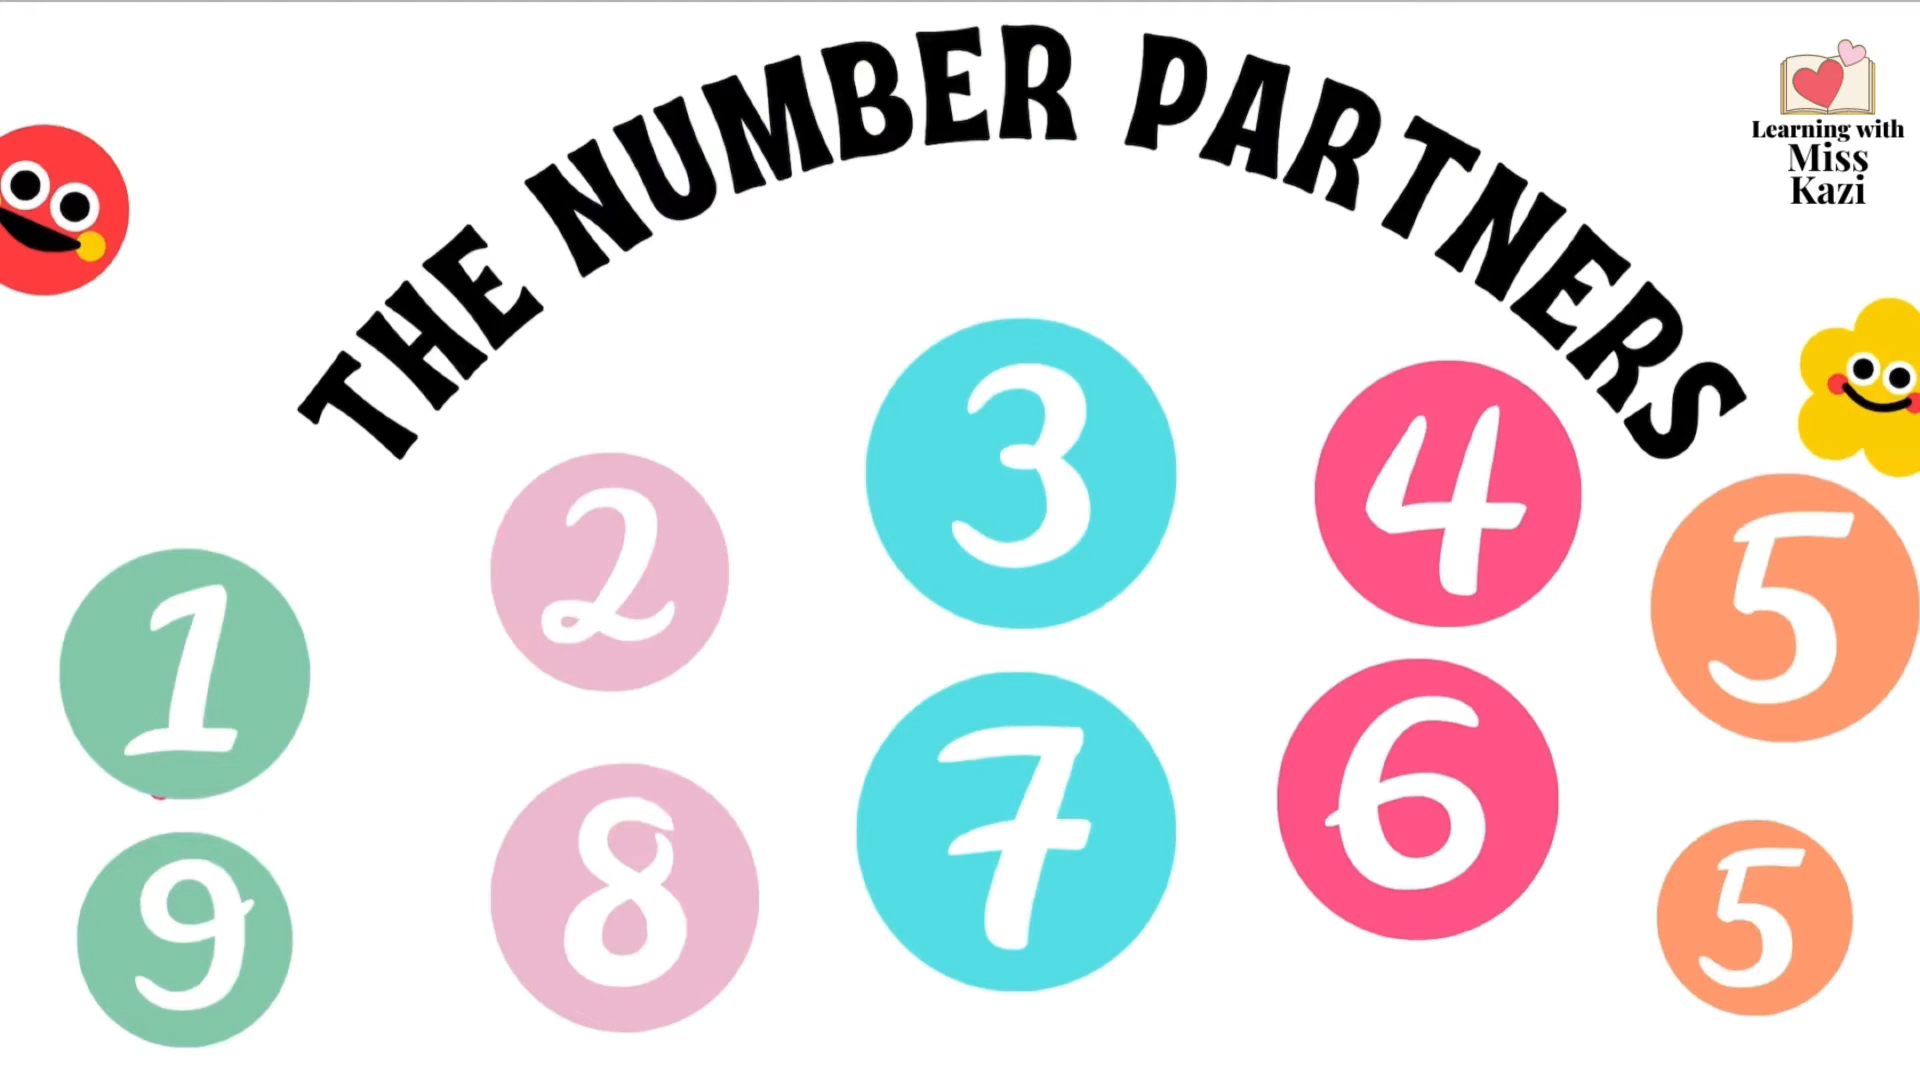 THE NUMBER PARTNERS
Learning with
Miss
Kazi
1 2 3 4 5
9 8 7 6 5